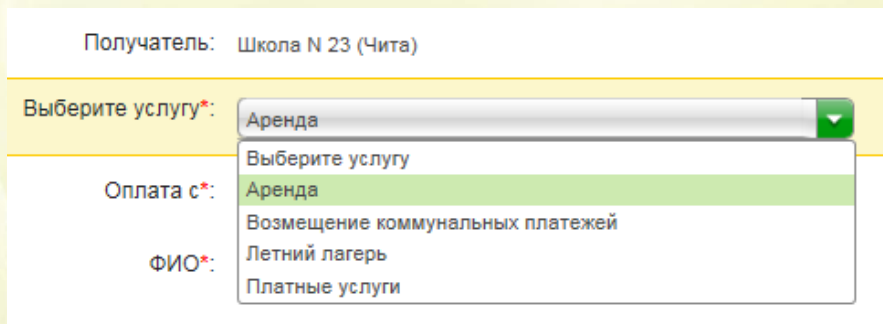 Получатель: Школа N 23 (Чита)
Выберите услугу*: Аренда
Выберите услугу
Оплата с*: Аренда
Возмещение коммунальных платежей
ФИО*: Летний лагерь
Платные услуги